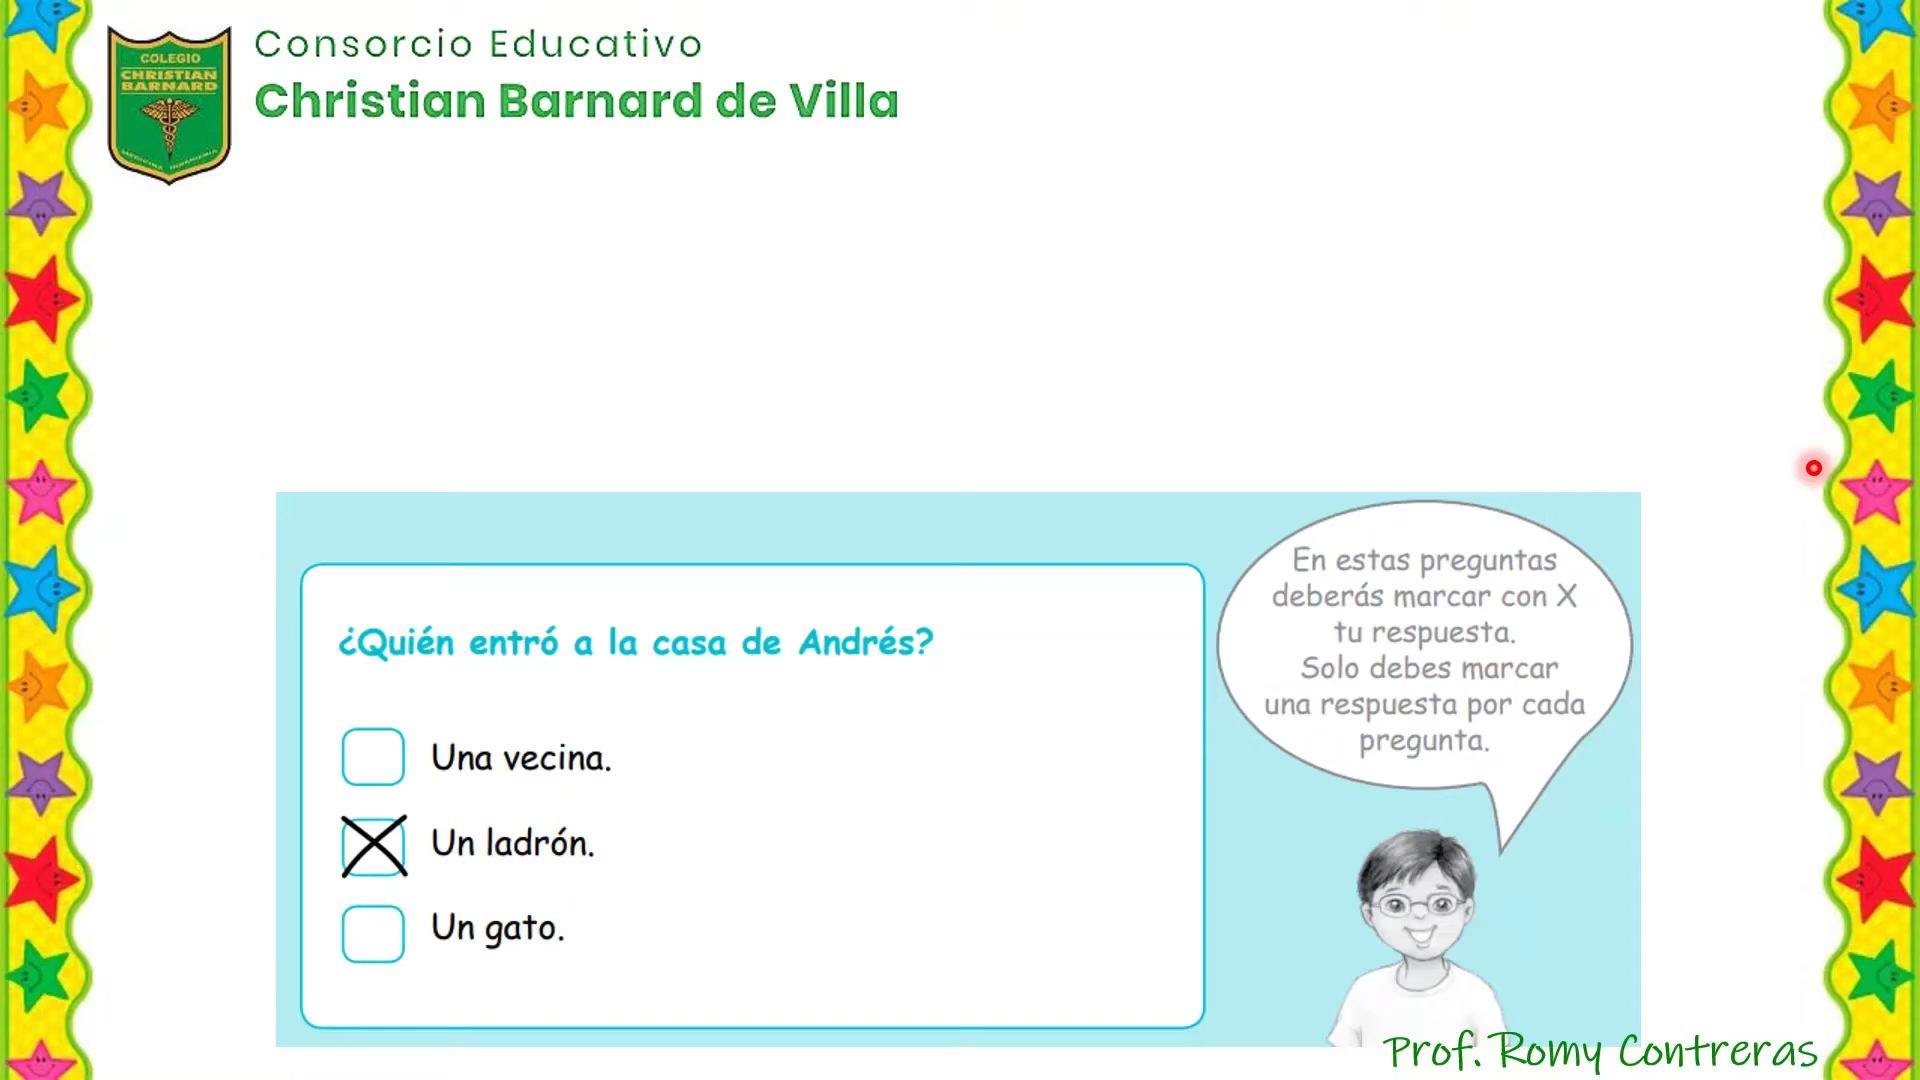 COLEGIO
CHRISTIAN
BARNARD
Consorcio Educativo
Christian Barnard de Villa
¿Quién entró a la casa de Andrés?
Una vecina.
Un ladrón.
Un gato.
En estas preguntas
deberás marcar con X
tu respuesta.
Solo debes marcar
una respuesta por cada
pregunta.
Prof. Romy Contreras